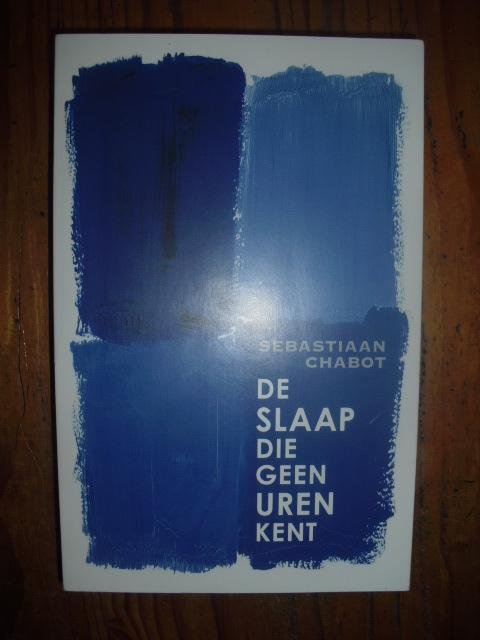 SEBASTIAAN
CHABOT
DE
SLAAP
DIE
GEEN
UREN
KENT